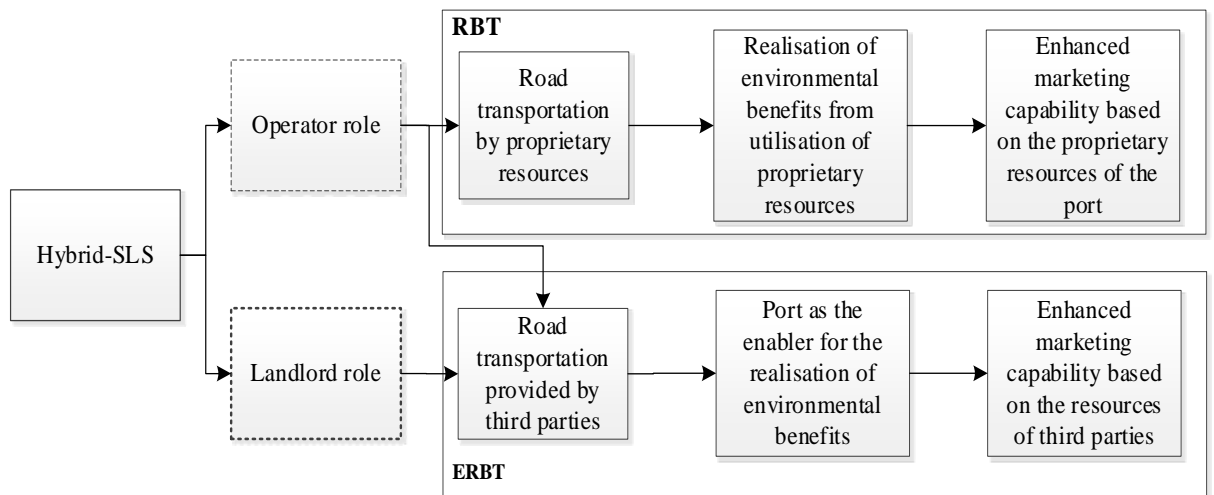 RBT
Road
transportation
by proprietary
resources
Realisation of
environmental
benefits from
utilisation of
proprietary
resources
Enhanced
marketing
capability based
on the proprietary
resources of the
port
Operator role
Hybrid-SLS
Landlord role
Road
transportation
provided by
third parties
Port as the
enabler for the
realisation of
environmental
benefits
Enhanced
marketing
capability based
on the resources
of third parties
ERBT